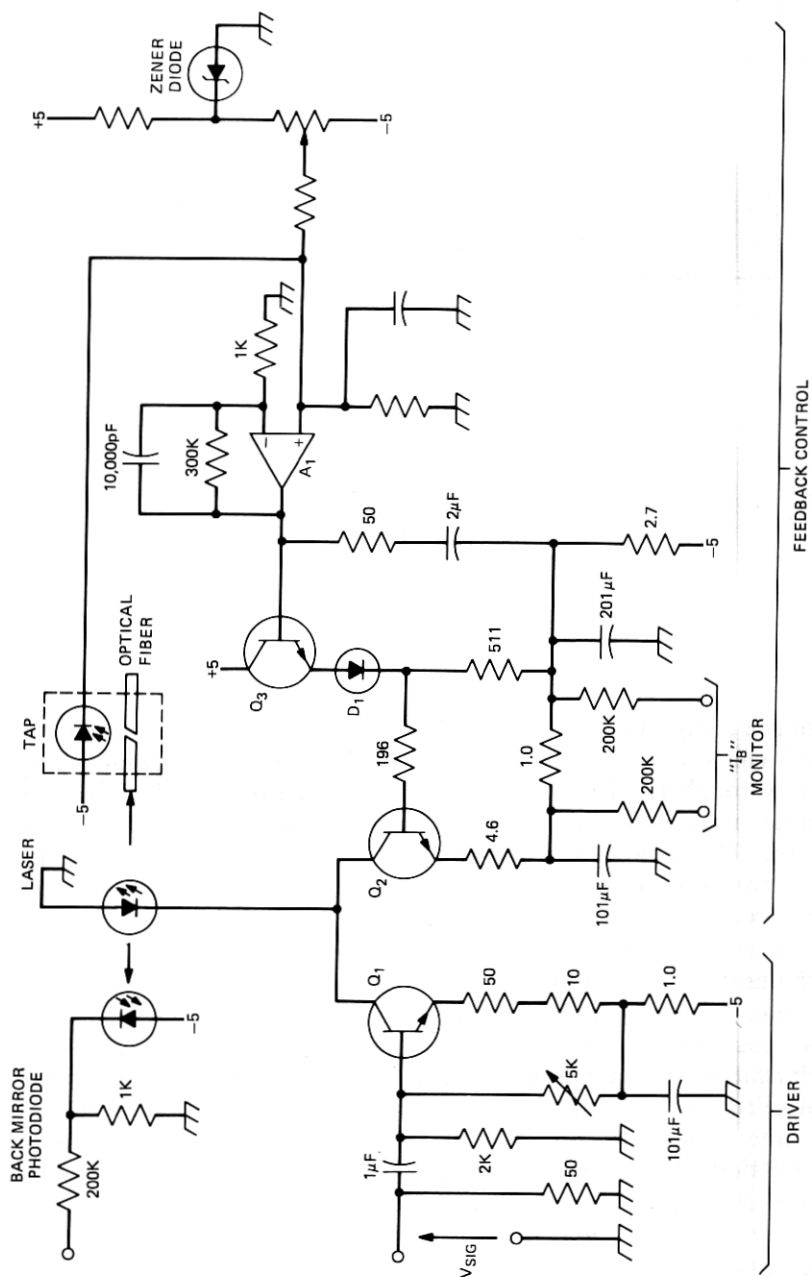 BACK MIRROR
PHOTODIODE
200K
1K
-5
LASER
TAP
-5
OPTICAL
FIBER
ZENER
DIODE
+5
-5
10,000pF
300K
1K
-
+
A1
+5
Q3
D1
50
2μF
2.7
-5
511
201μF
196
Q2
4.6
1.0
200K
200K
101μF
"IB"
MONITOR
Q1
50
10
1.0
-5
5K
101μF
1μF
2K
50
VSIG
DRIVER
FEEDBACK CONTROL